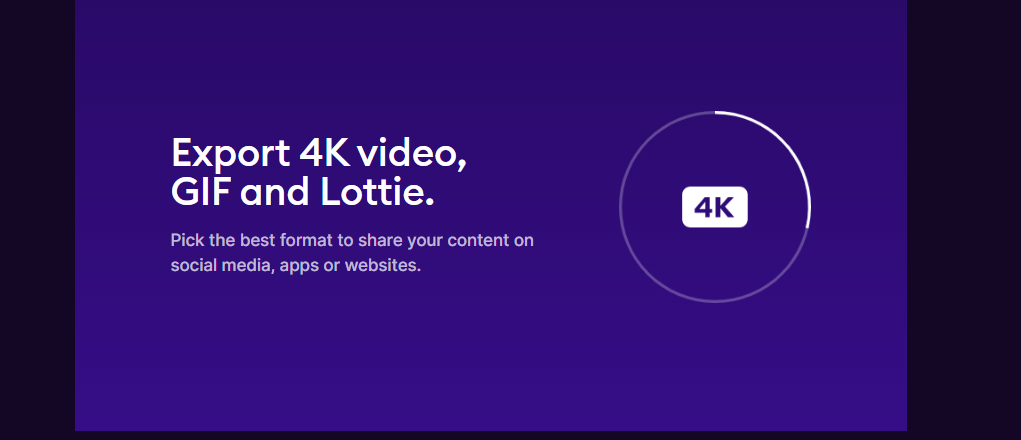 Export 4K video,
GIF and Lottie.
Pick the best format to share your content on
social media, apps or websites.
4K